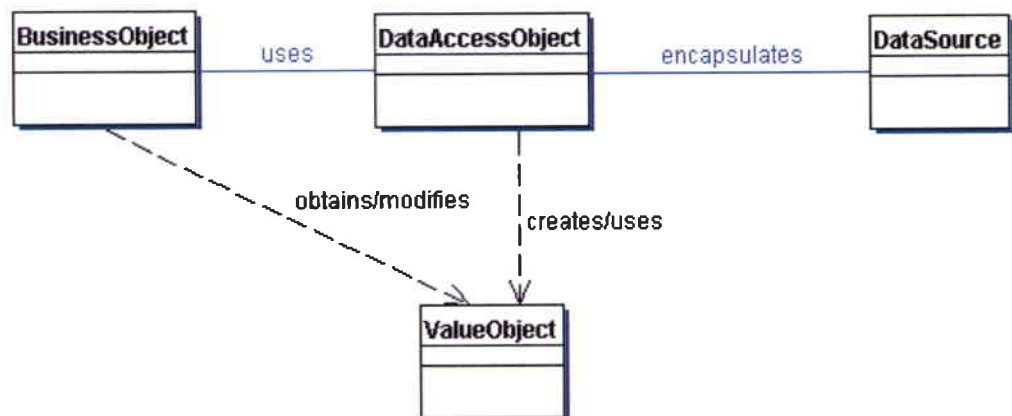 BusinessObject
uses
DataAccessObject
encapsulates
DataSource
obtains/modifies
creates/uses
ValueObject